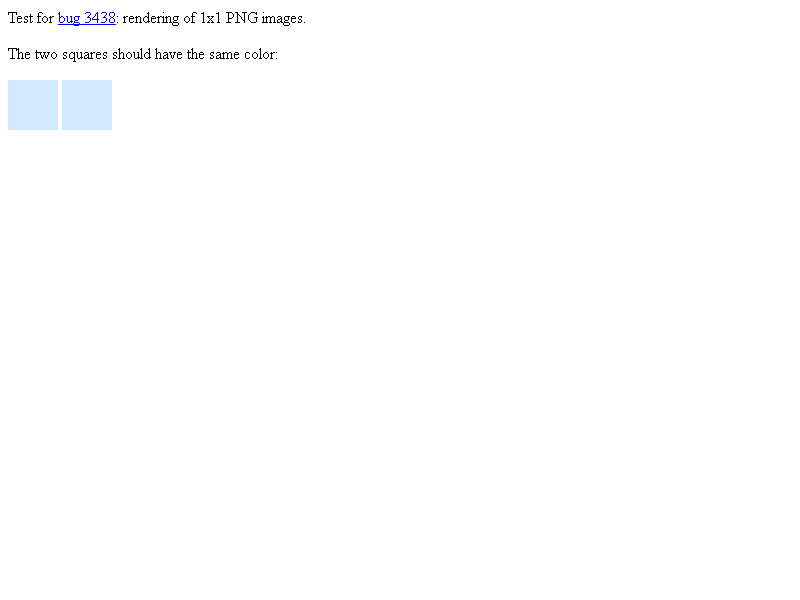 Test for bug 3438: rendering of 1x1 PNG images.
The two squares should have the same color: